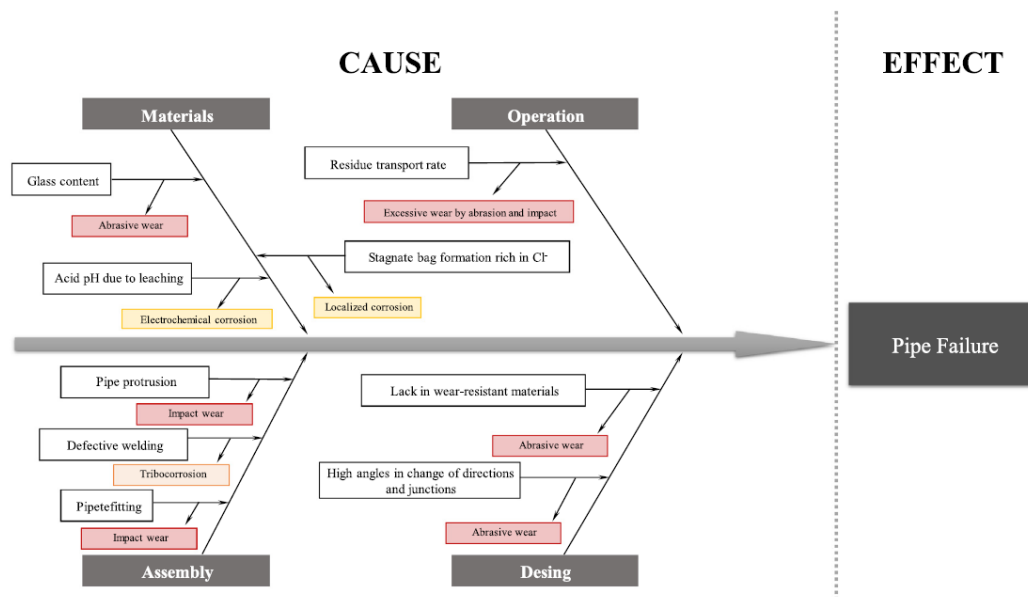 CAUSE
EFFECT
Materials
Operation
Residue transport rate
Glass content
Excessive wear by abrasion and impact
Abrasive wear
Stagnate bag formation rich in Cl-
Acid pH due to leaching
Localized corrosion
Electrochemical corrosion
Pipe Failure
Pipe protrusion
Lack in wear-resistant materials
Impact wear
Defective welding
Abrasive wear
Tribocorrosion
High angles in change of directions
and junctions
Pipetefitting
Impact wear
Abrasive wear
Assembly
Desing